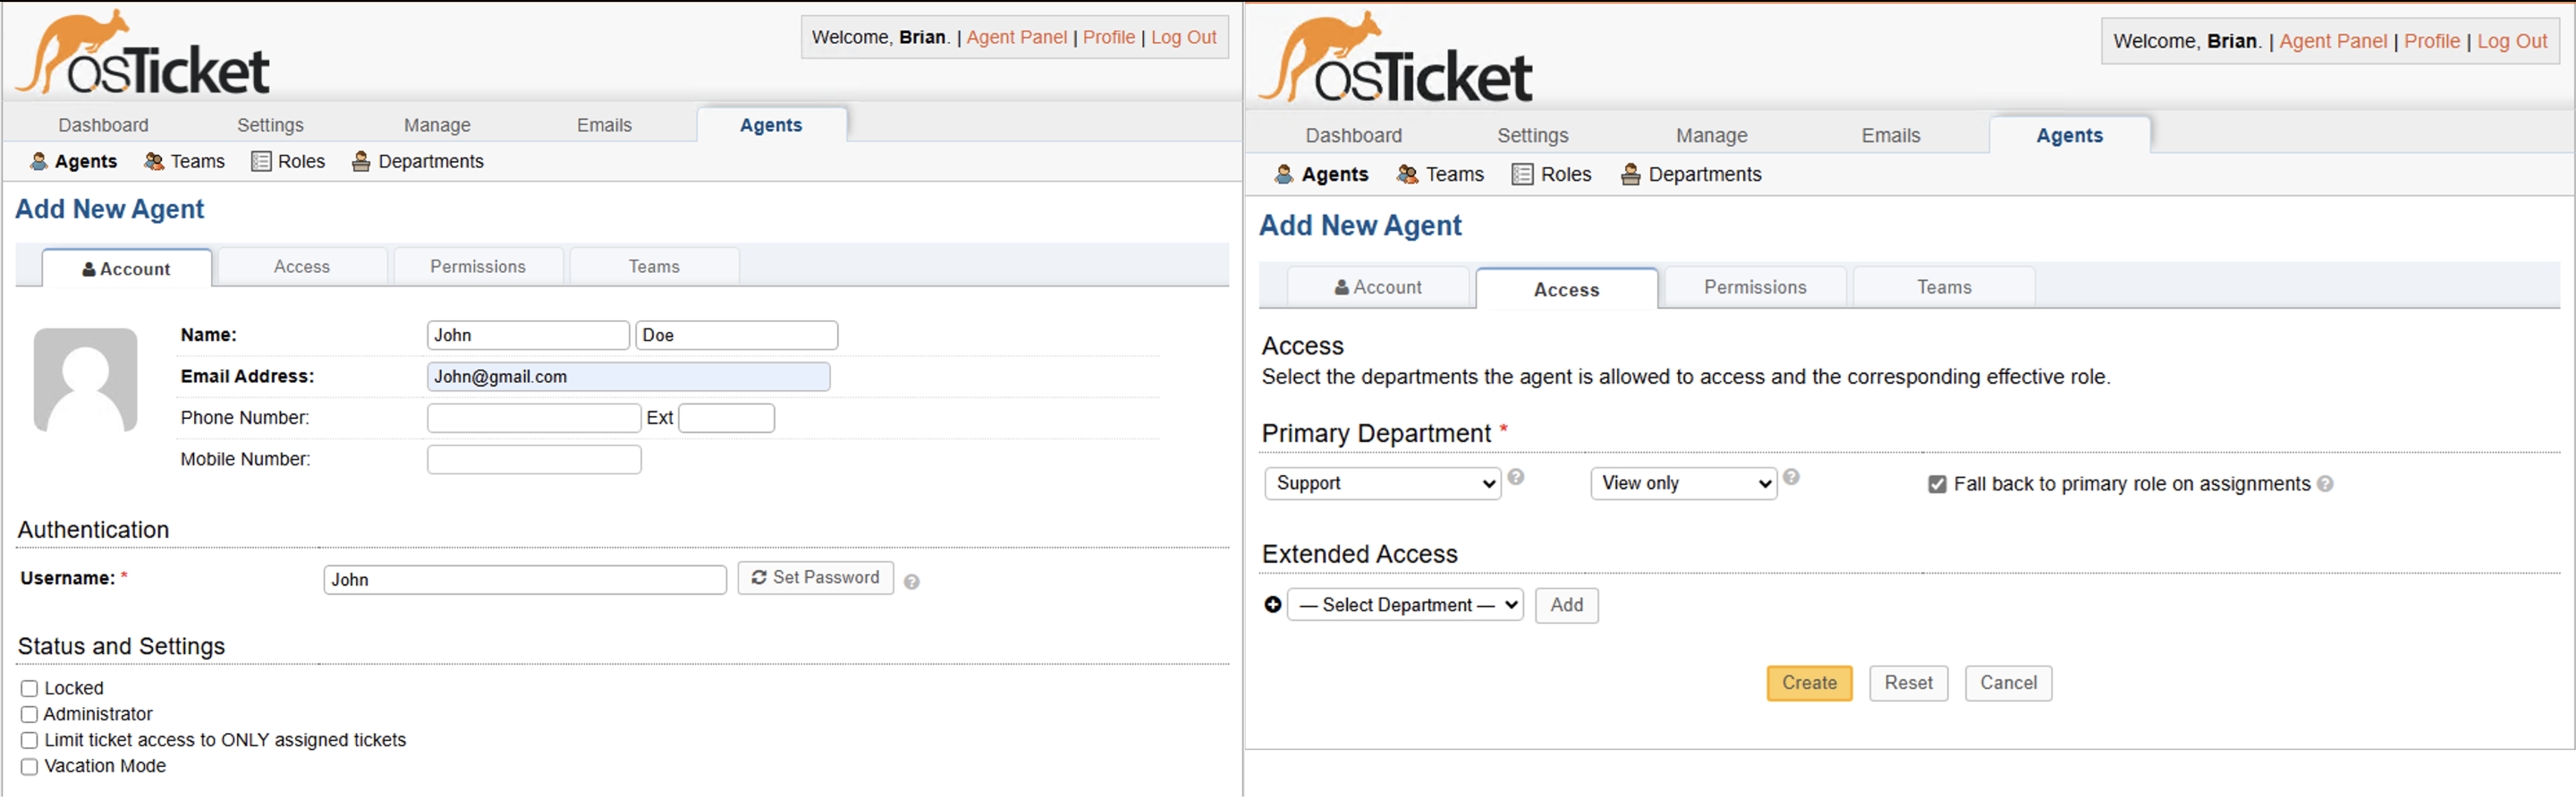 osTicket
Welcome, Brian. | Agent Panel | Profile | Log Out
Dashboard Settings Manage Emails Agents
Agents Teams Roles Departments
Add New Agent
Account Access Permissions Teams
Name: John Doe
Email Address: John@gmail.com
Phone Number: Ext
Mobile Number:
Authentication
Username: * John Set Password ?
Status and Settings
Locked
Administrator
Limit ticket access to ONLY assigned tickets
Vacation Mode
osTicket
Welcome, Brian. | Agent Panel | Profile | Log Out
Dashboard Settings Manage Emails Agents
Agents Teams Roles Departments
Add New Agent
Account Access Permissions Teams
Access
Select the departments the agent is allowed to access and the corresponding effective role.
Primary Department *
Support ? View only ? Fall back to primary role on assignments ?
Extended Access
— Select Department — Add
Create Reset Cancel